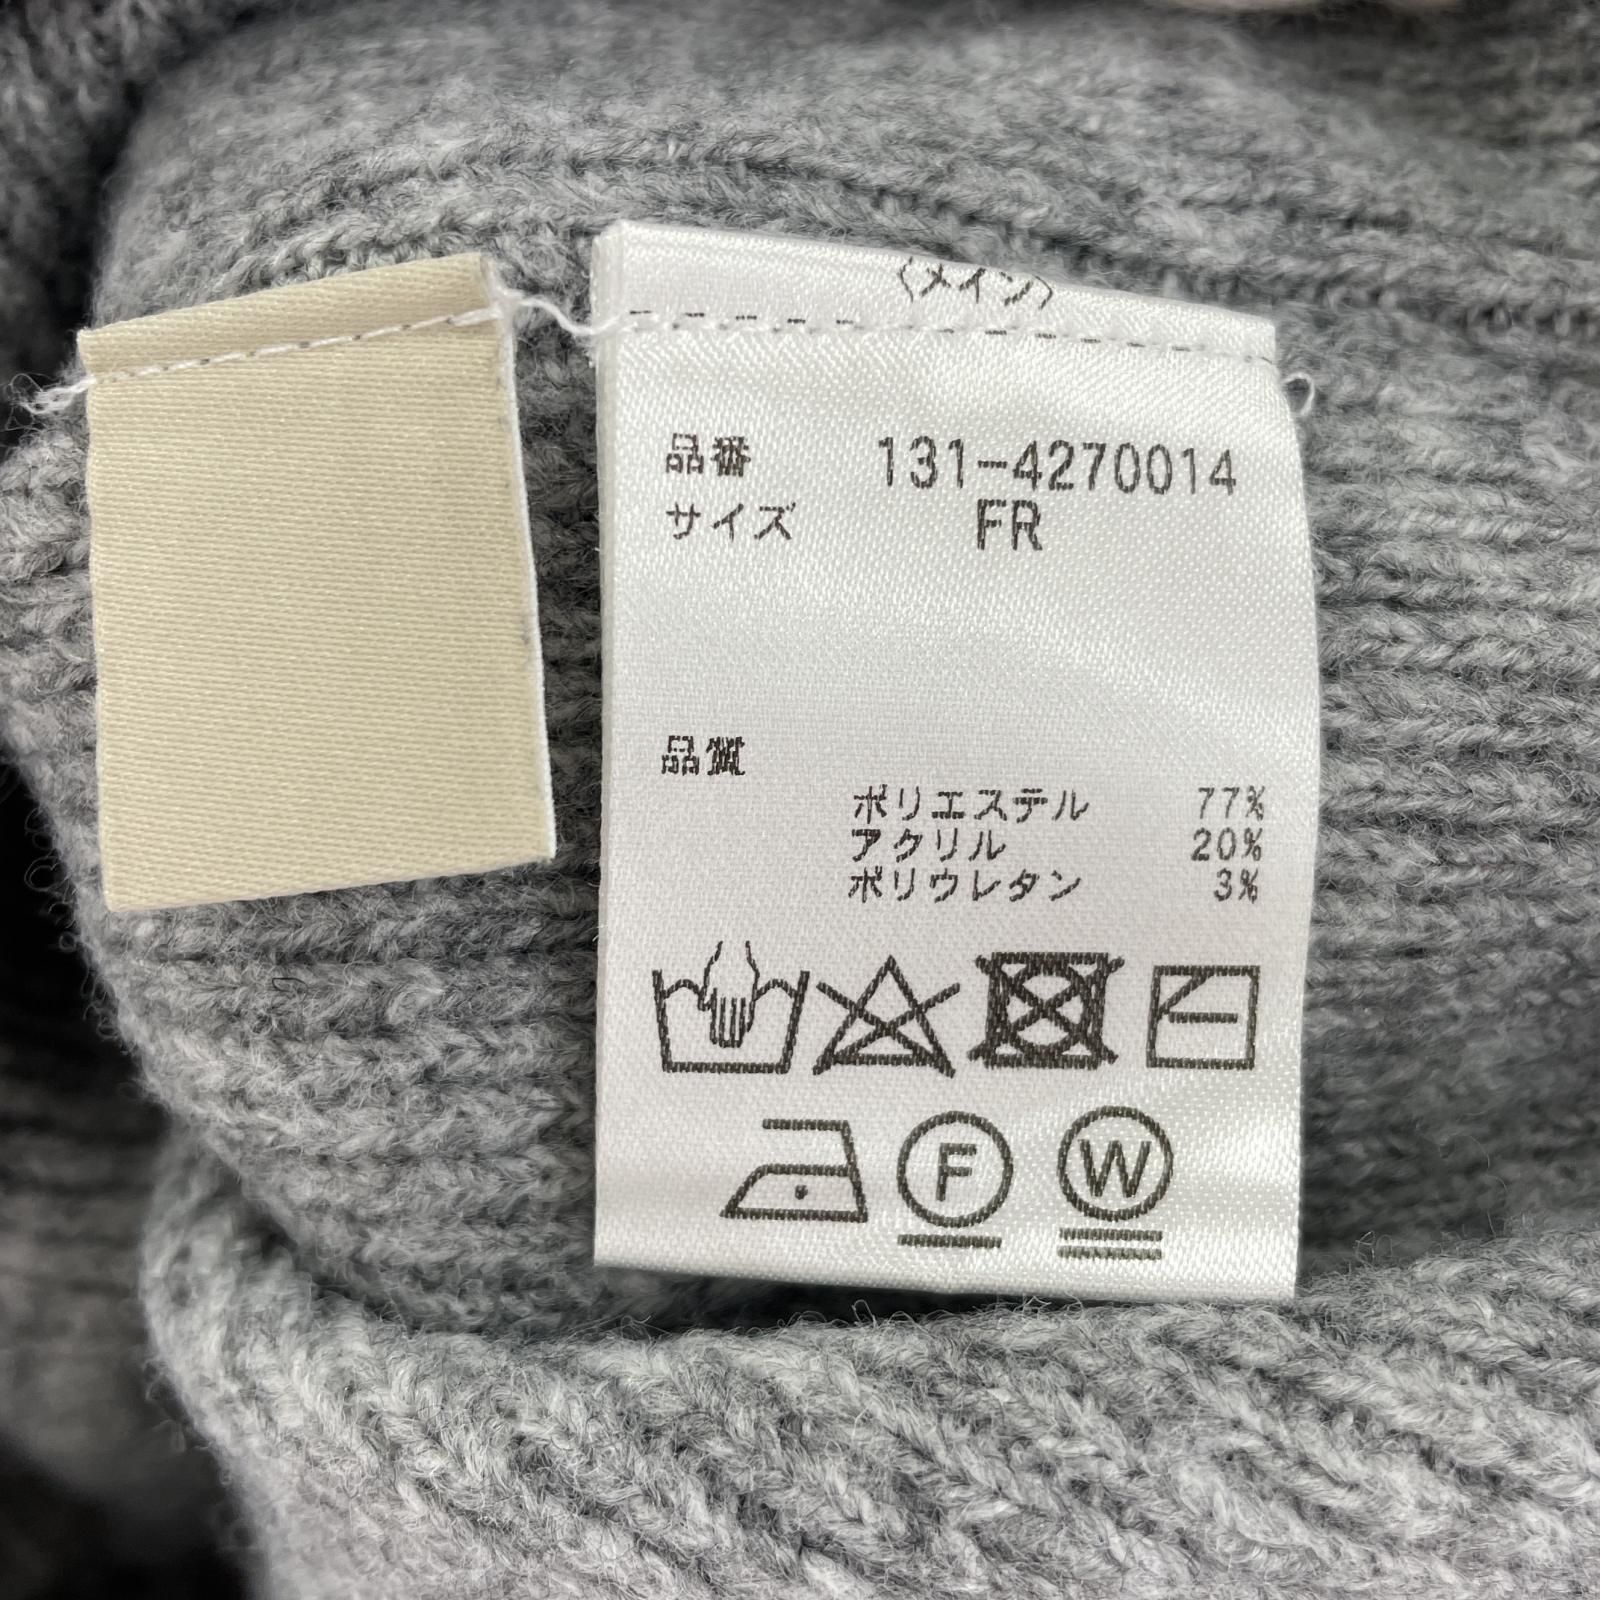 〈メイン〉
品番 131-4270014
サイズ FR
品質
ポリエステル 77%
アクリル 20%
ポリウレタン 3%
F W